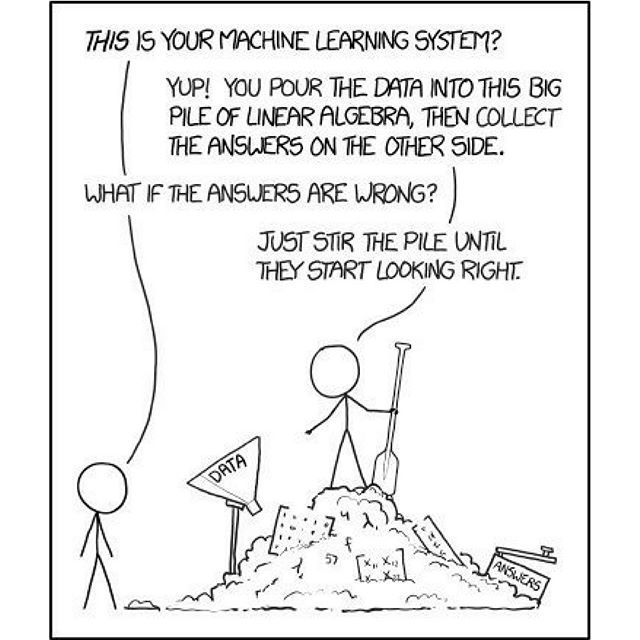 THIS IS YOUR MACHINE LEARNING SYSTEM?
YUP! YOU POUR THE DATA INTO THIS BIG
PILE OF LINEAR ALGEBRA, THEN COLLECT
THE ANSWERS ON THE OTHER SIDE.
WHAT IF THE ANSWERS ARE WRONG?
JUST STIR THE PILE UNTIL
THEY START LOOKING RIGHT.
DATA
4 λ
57
ANSWERS